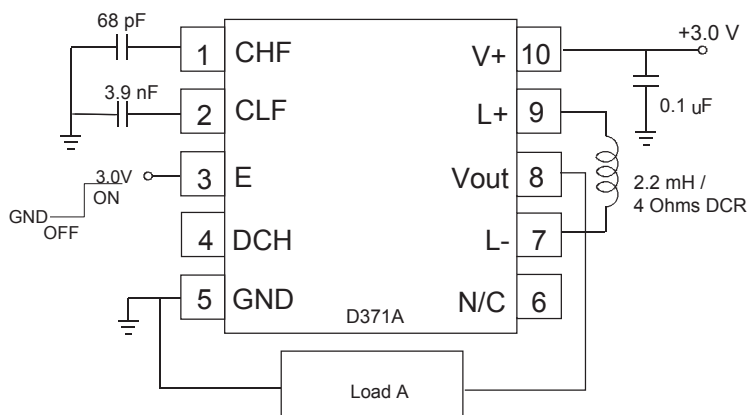 68 pF
1 CHF
V+ 10
+3.0 V
3.9 nF
2 CLF
L+ 9
0.1 uF
3.0V
ON
GND
OFF
3 E
Vout 8
2.2 mH /
4 Ohms DCR
4 DCH
L- 7
5 GND
N/C 6
D371A
Load A